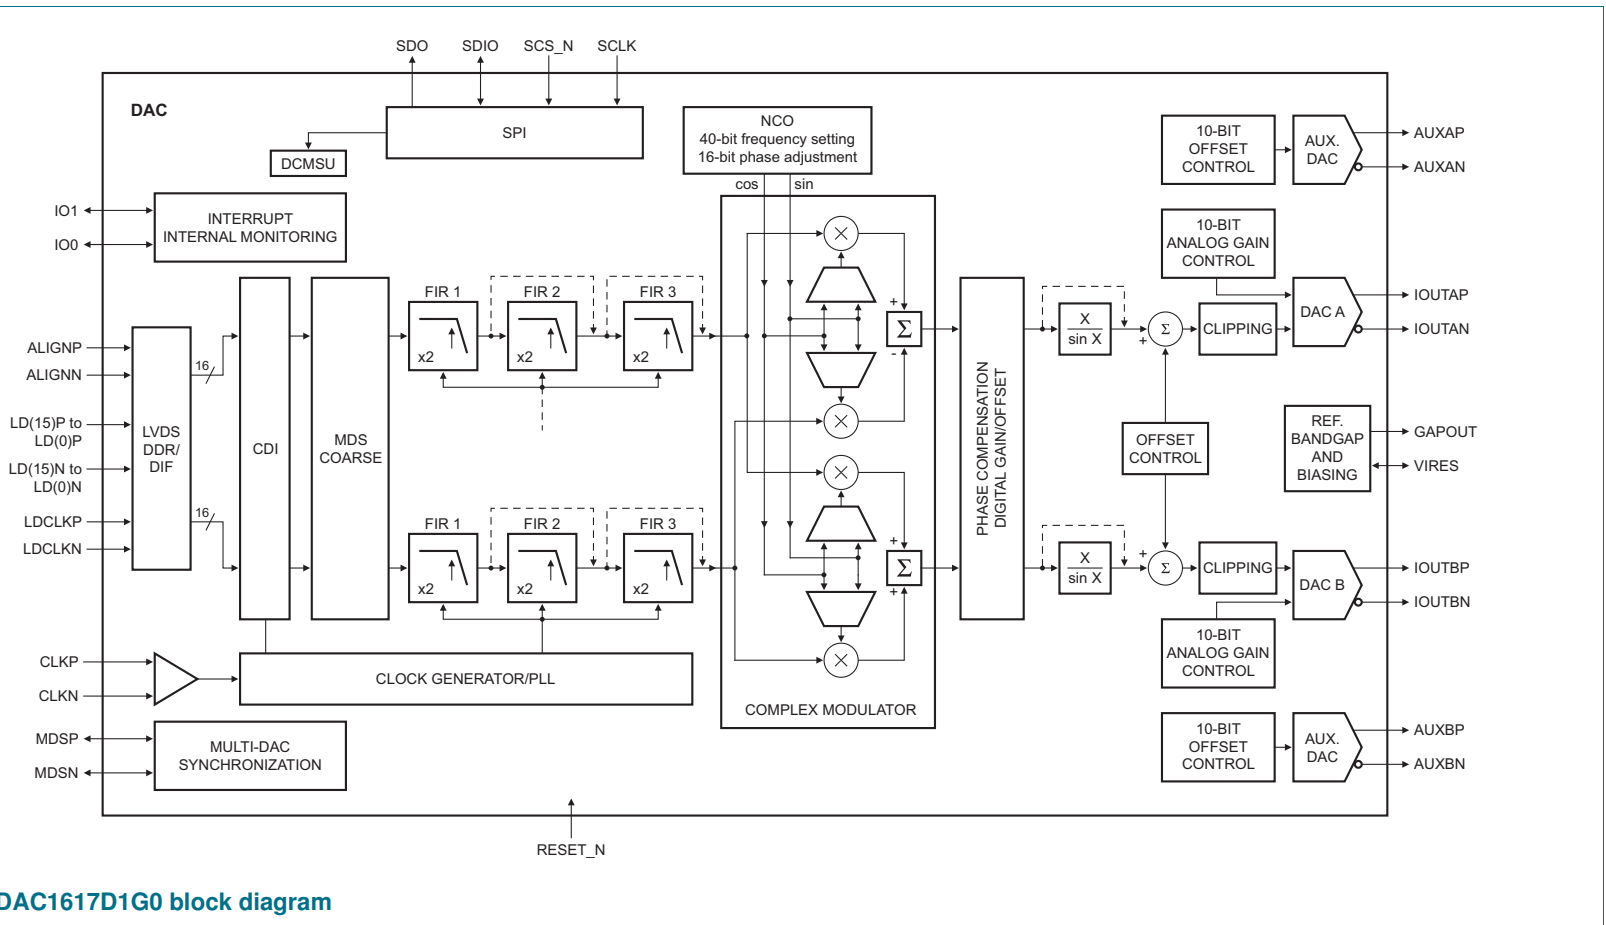 SDO SDIO SCS_N SCLK
DAC
SPI
DCMSU
NCO
40-bit frequency setting
16-bit phase adjustment
cos sin
10-BIT
OFFSET
CONTROL
AUX.
DAC
AUXAP
AUXAN
IO1
IO0
INTERRUPT
INTERNAL MONITORING
10-BIT
ANALOG GAIN
CONTROL
FIR 1 FIR 2 FIR 3
x2 x2 x2
×
+
Σ
-
×
X
sin X
+
Σ
CLIPPING
DAC A
IOUTAP
IOUTAN
ALIGNP
ALIGNN
LD(15)P to
LD(0)P
LD(15)N to
LD(0)N
LDCLKP
LDCLKN
LVDS
DDR/
DIF
16
16
CDI
MDS
COARSE
PHASE COMPENSATION
DIGITAL GAIN/OFFSET
OFFSET
CONTROL
REF.
BANDGAP
AND
BIASING
GAPOUT
VIRES
FIR 1 FIR 2 FIR 3
x2 x2 x2
×
+
Σ
+
×
X
sin X
+
Σ
CLIPPING
DAC B
IOUTBP
IOUTBN
10-BIT
ANALOG GAIN
CONTROL
CLKP
CLKN
CLOCK GENERATOR/PLL
COMPLEX MODULATOR
MDSP
MDSN
MULTI-DAC
SYNCHRONIZATION
10-BIT
OFFSET
CONTROL
AUX.
DAC
AUXBP
AUXBN
RESET_N
DAC1617D1G0 block diagram